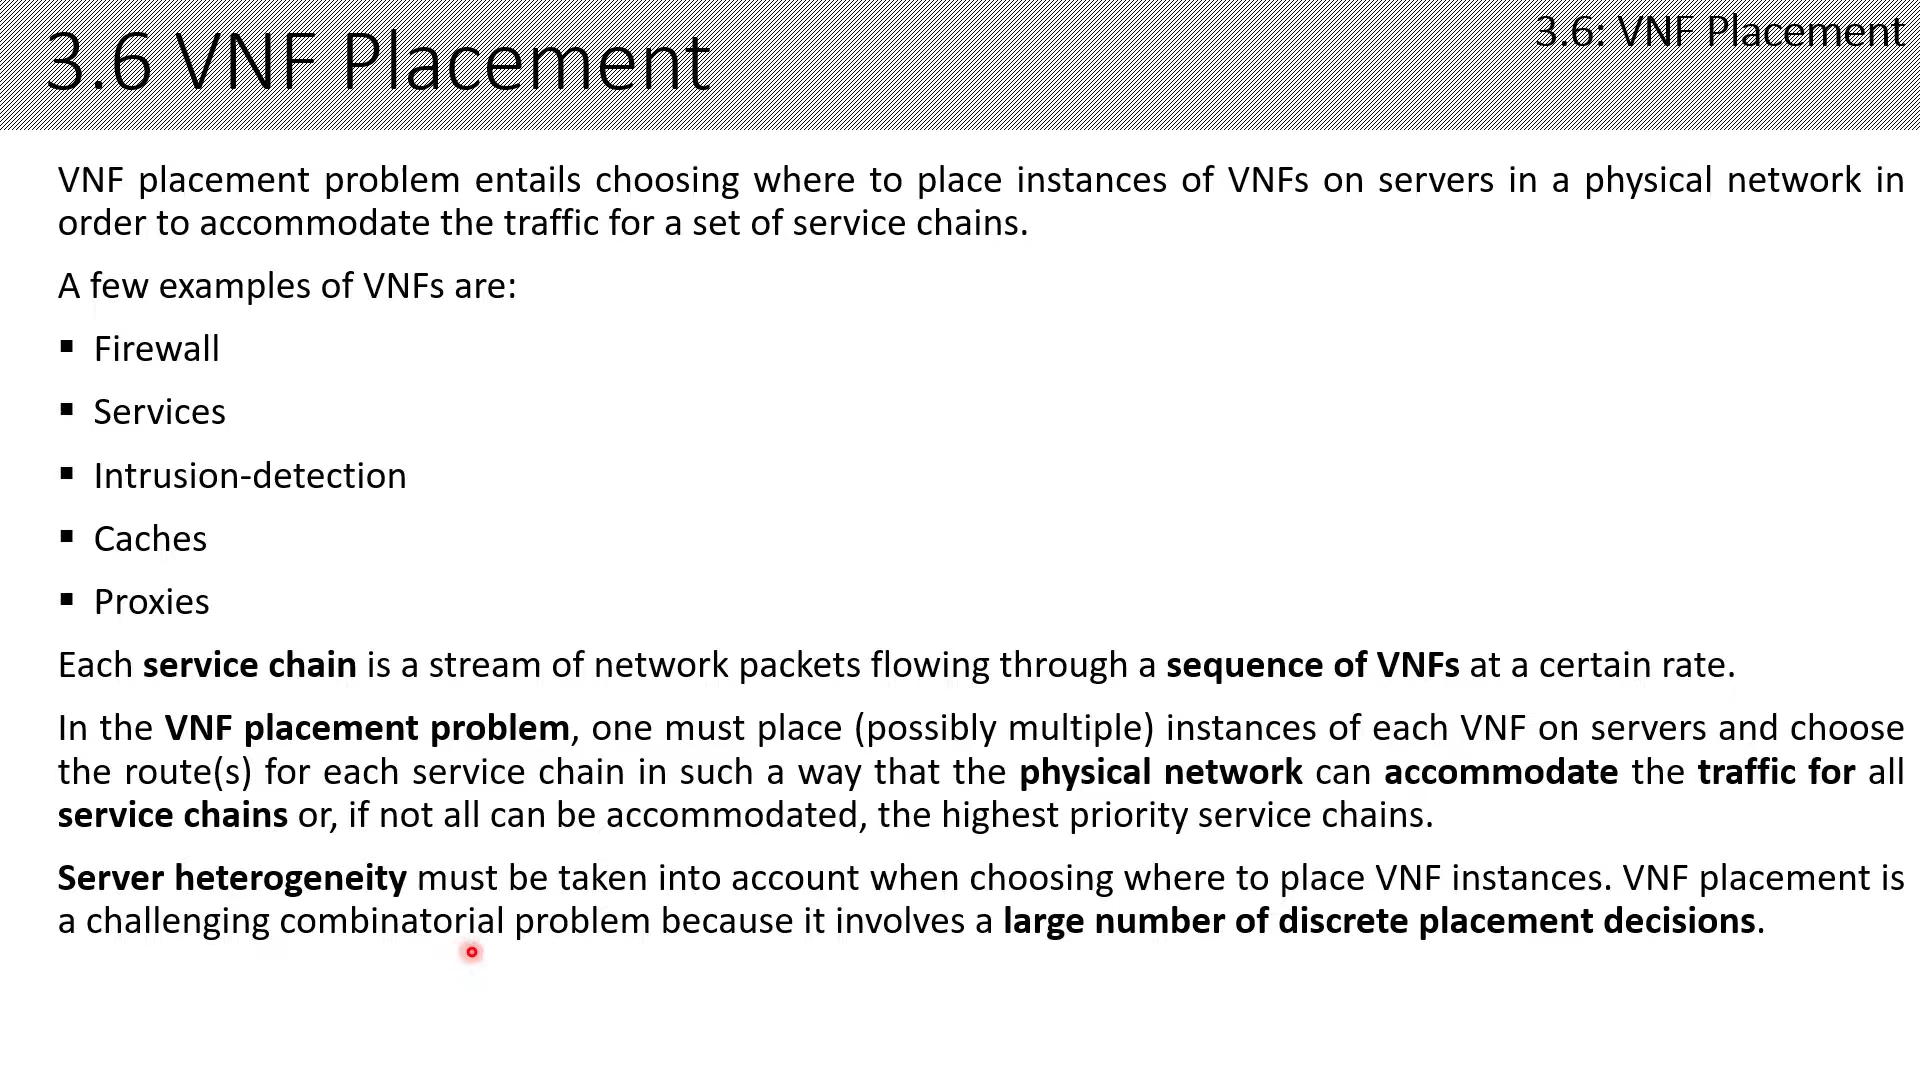 3.6: VNF Placement
3.6 VNF Placement
VNF placement problem entails choosing where to place instances of VNFs on servers in a physical network in
order to accommodate the traffic for a set of service chains.
A few examples of VNFs are:
▪ Firewall
▪ Services
▪ Intrusion-detection
▪ Caches
▪ Proxies
Each service chain is a stream of network packets flowing through a sequence of VNFs at a certain rate.
In the VNF placement problem, one must place (possibly multiple) instances of each VNF on servers and choose
the route(s) for each service chain in such a way that the physical network can accommodate the traffic for all
service chains or, if not all can be accommodated, the highest priority service chains.
Server heterogeneity must be taken into account when choosing where to place VNF instances. VNF placement is
a challenging combinatorial problem because it involves a large number of discrete placement decisions.